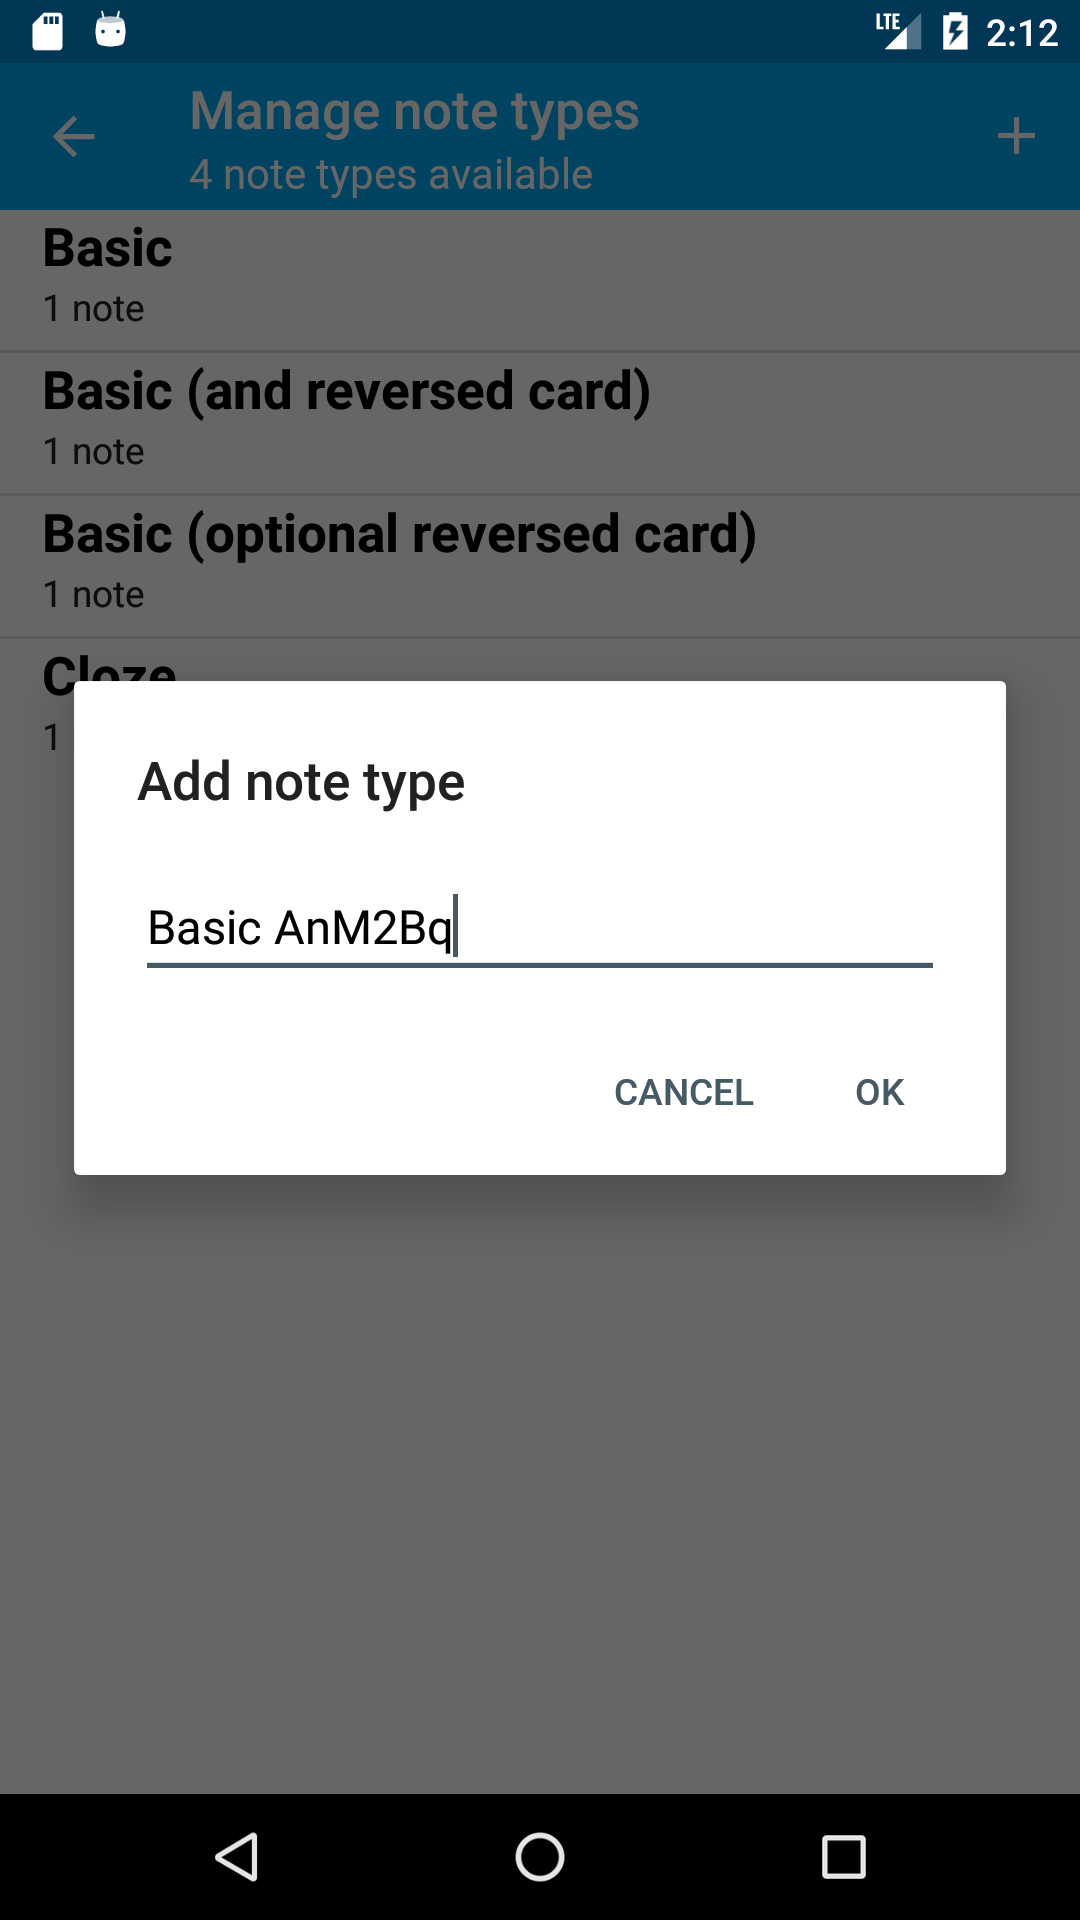 LTE 2:12
Manage note types
4 note types available
Basic
1 note
Basic (and reversed card)
1 note
Basic (optional reversed card)
1 note
Cloze
1
Add note type
Basic AnM2Bq
CANCEL OK